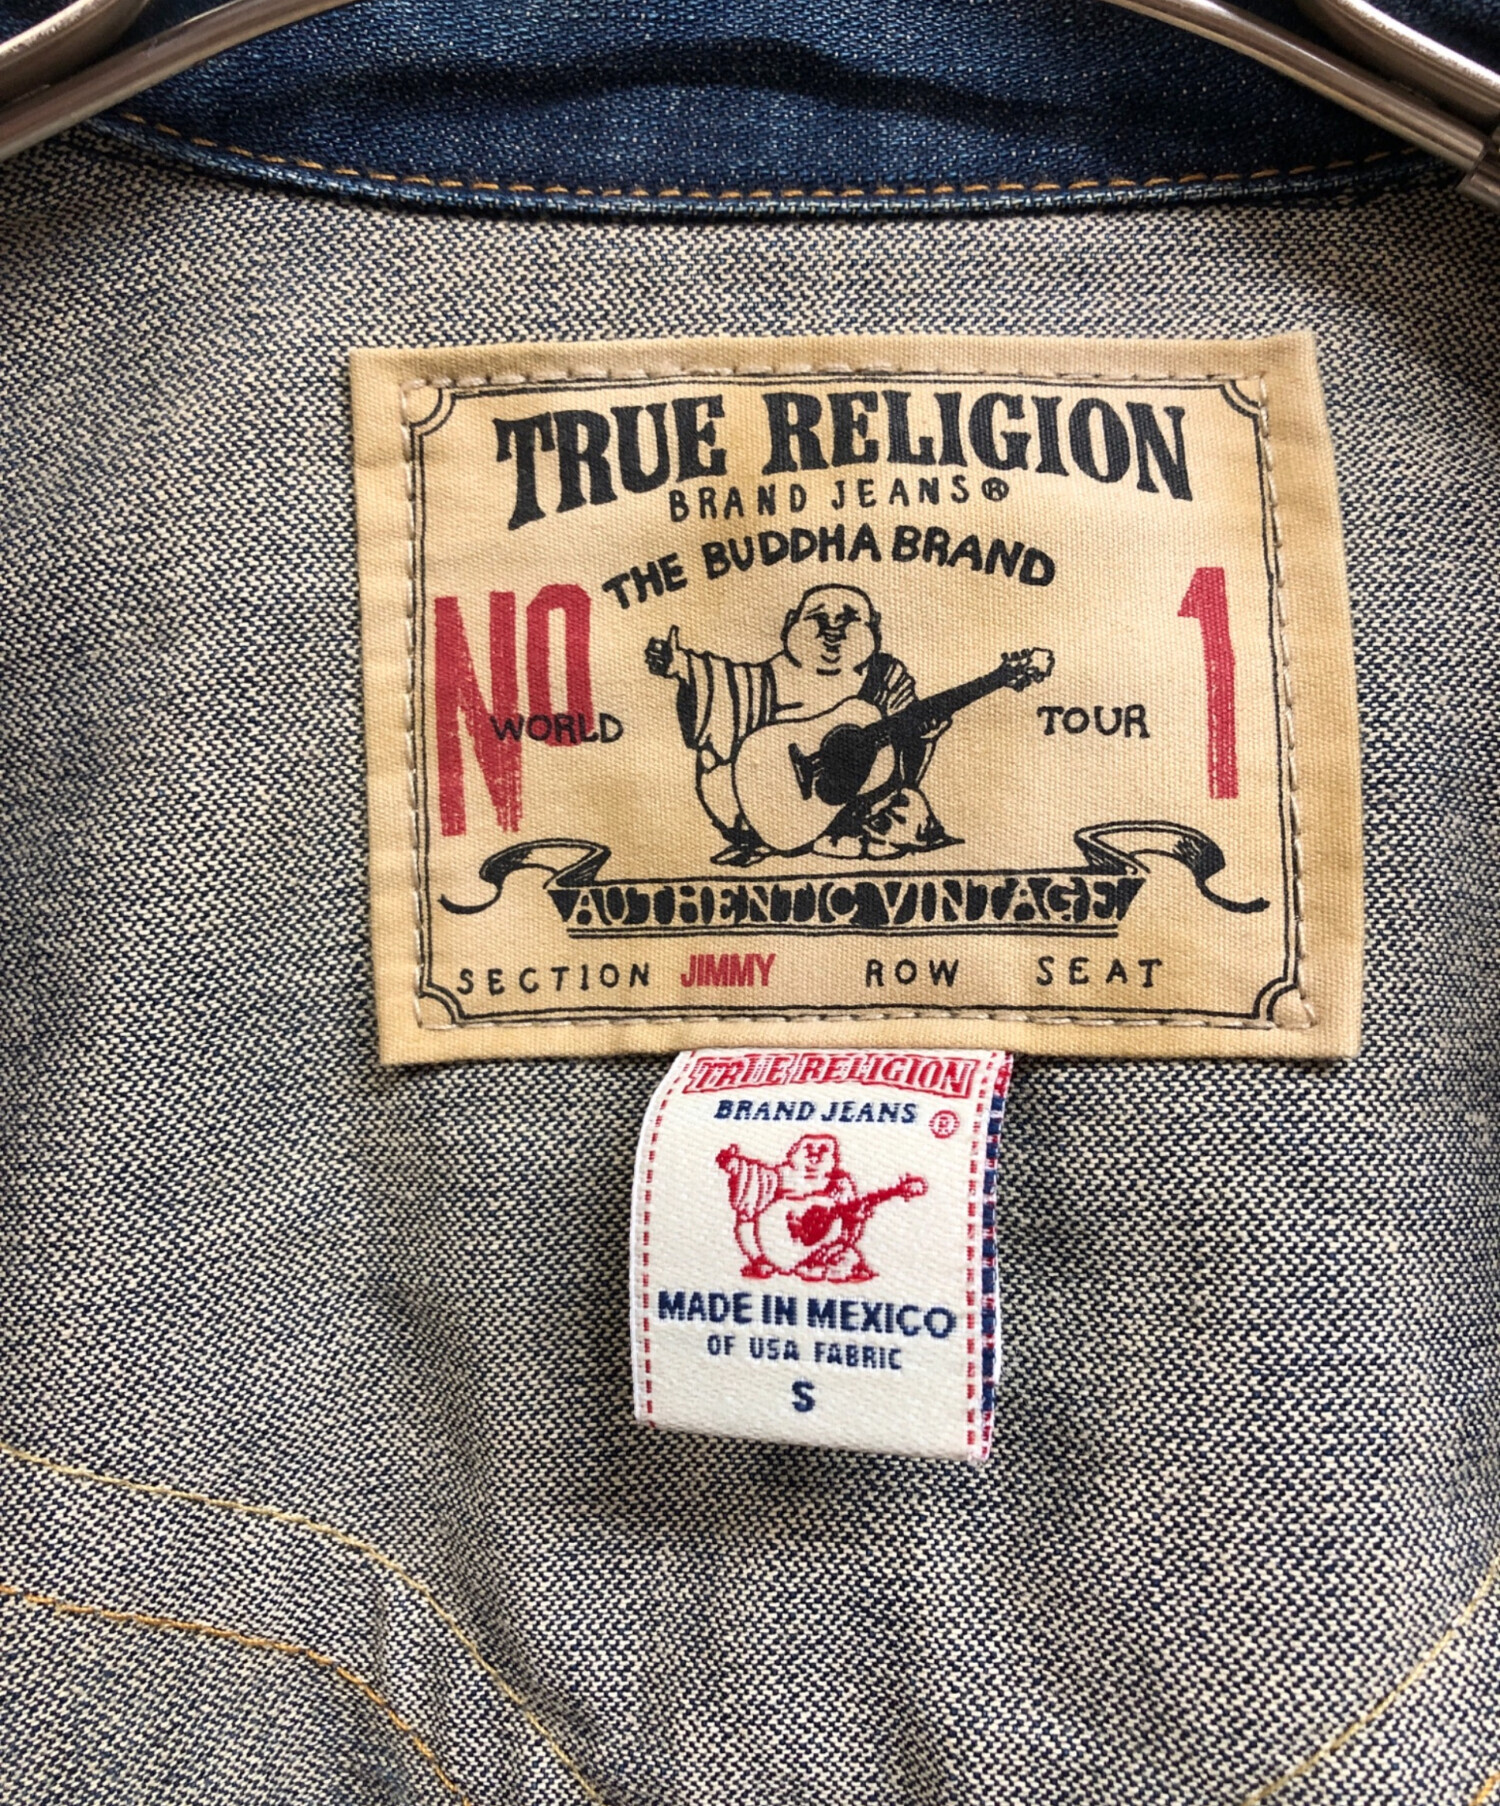 TRUE RELIGION
BRAND JEANS®
THE BUDDHA BRAND
NO 1
WORLD TOUR
AUTHENTIC VINTAGE
SECTION JIMMY ROW SEAT
TRUE RELIGION
BRAND JEANS ®
MADE IN MEXICO
OF USA FABRIC
S